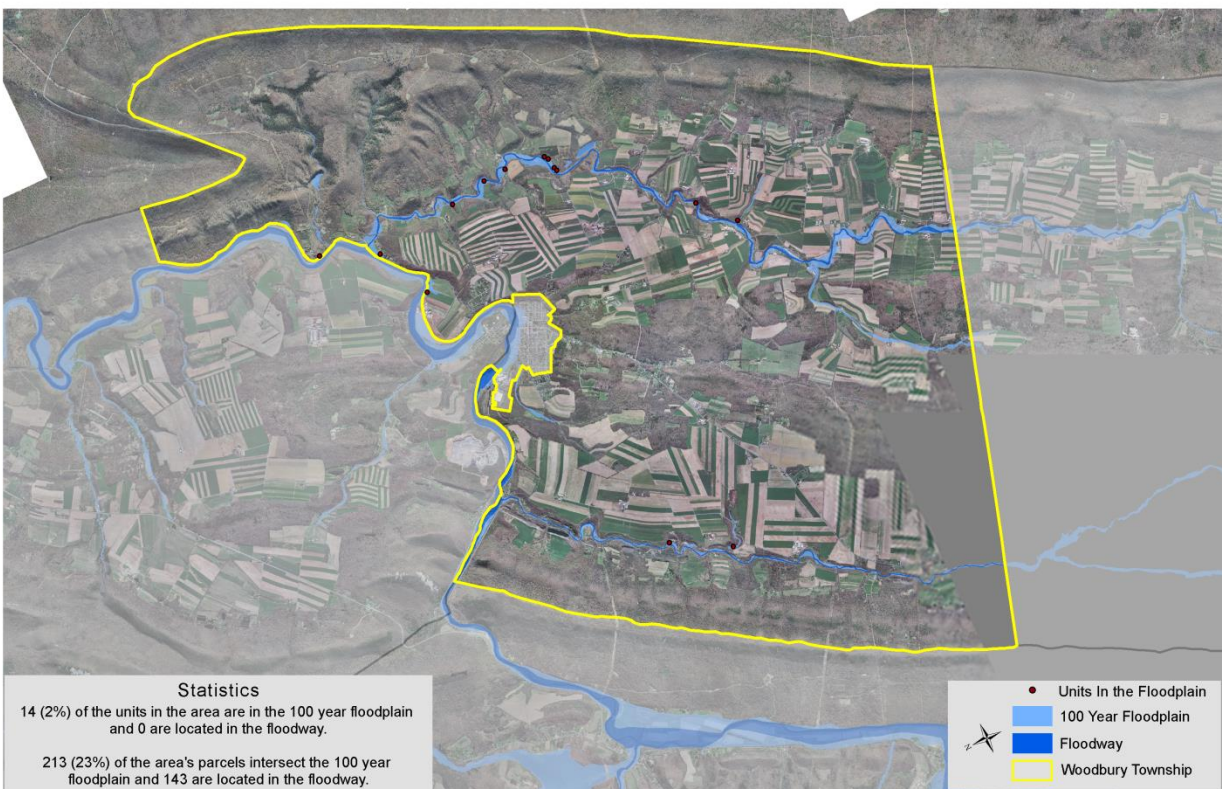 Statistics
14 (2%) of the units in the area are in the 100 year floodplain
and 0 are located in the floodway.
213 (23%) of the area's parcels intersect the 100 year
floodplain and 143 are located in the floodway.
Units In the Floodplain
100 Year Floodplain
Floodway
Woodbury Township
N